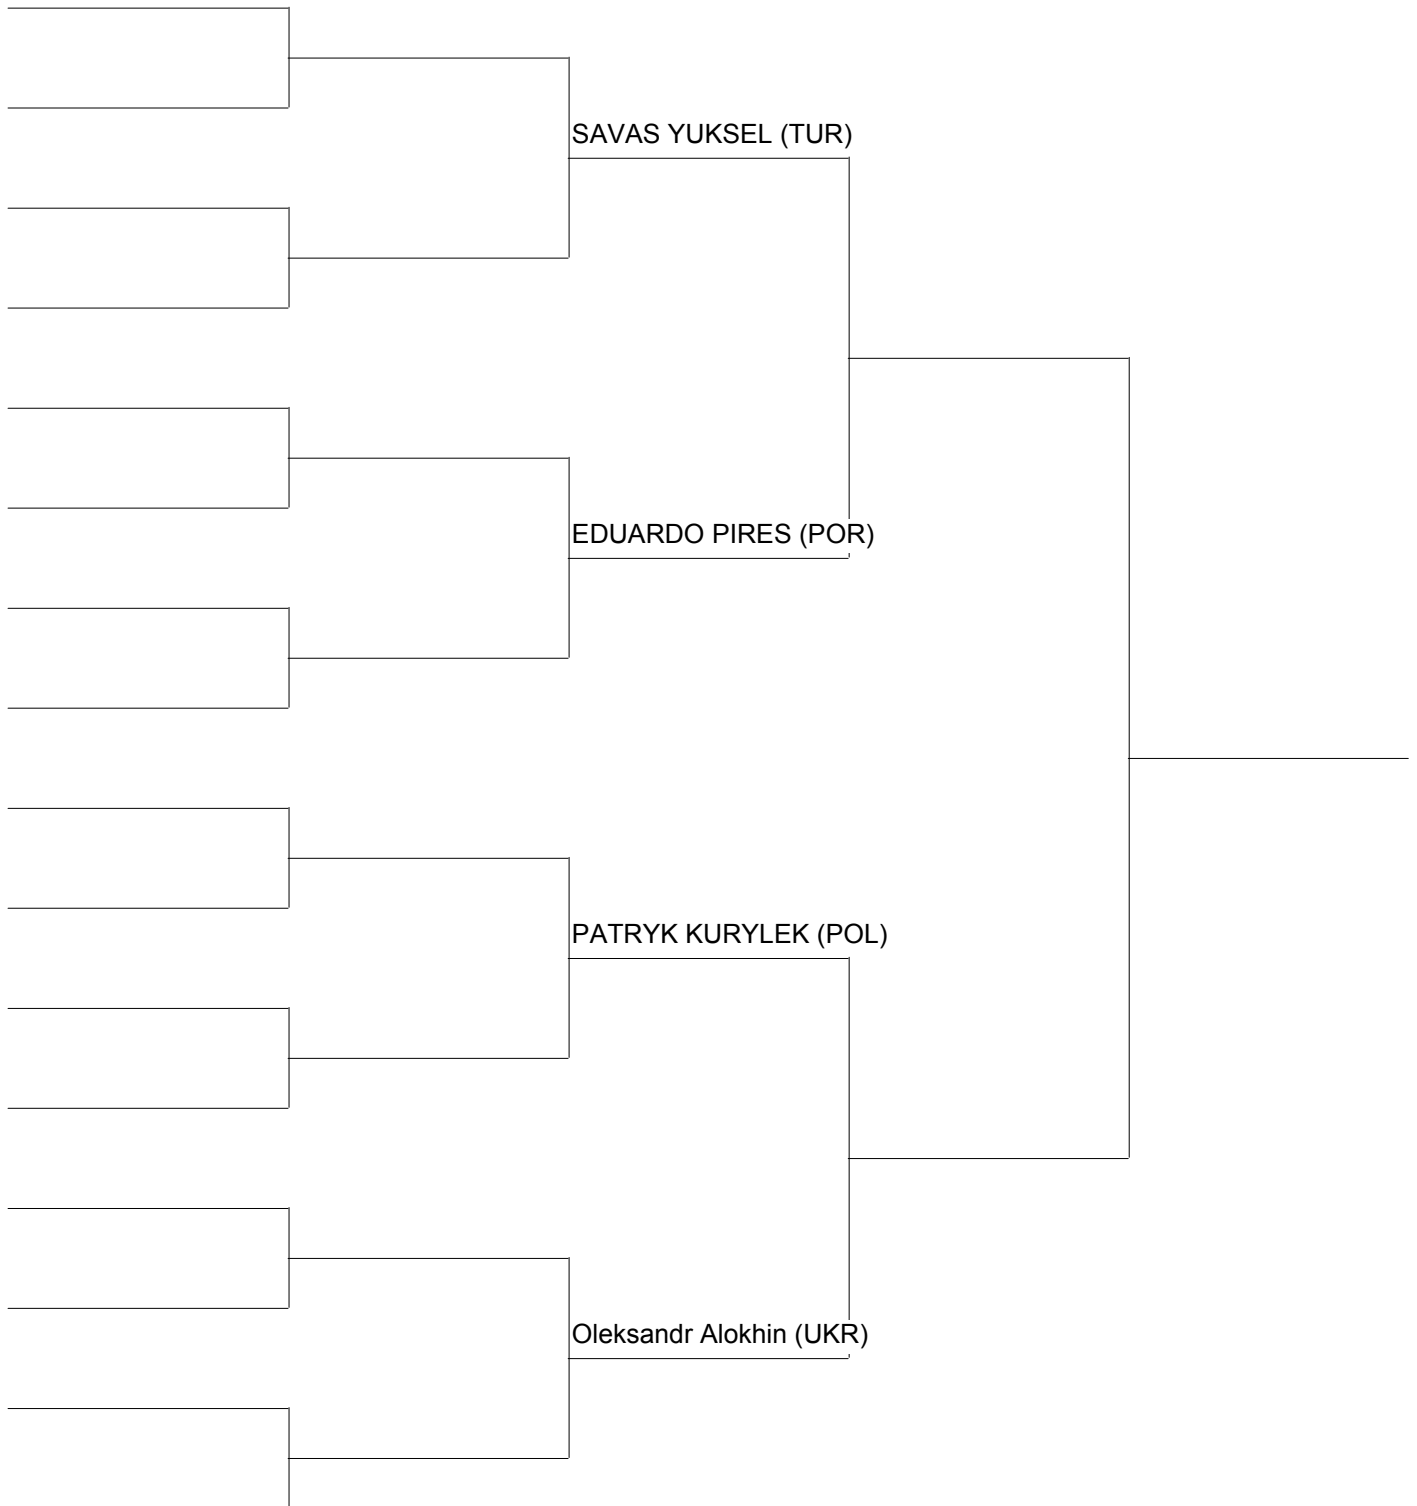 SAVAS YUKSEL (TUR)
EDUARDO PIRES (POR)
PATRYK KURYLEK (POL)
Oleksandr Alokhin (UKR)